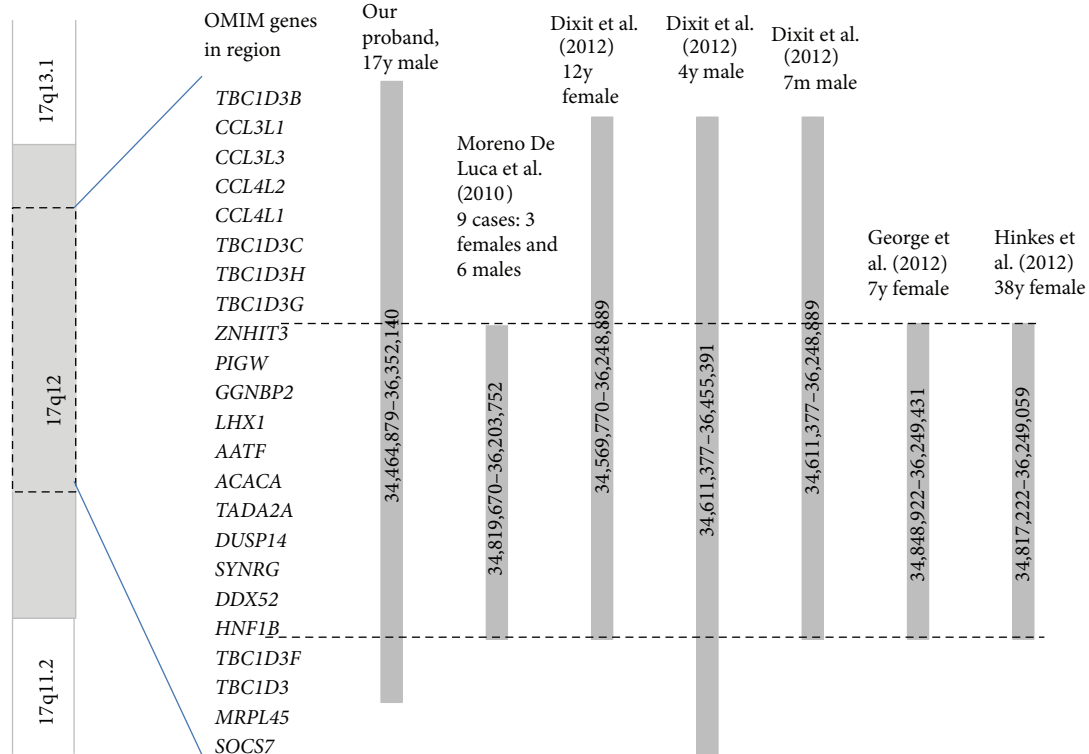 17q13.1
17q12
17q11.2
OMIM genes
in region
TBC1D3B
CCL3L1
CCL3L3
CCL4L2
CCL4L1
TBC1D3C
TBC1D3H
TBC1D3G
ZNHIT3
PIGW
GGNBP2
LHX1
AATF
ACACA
TADA2A
DUSP14
SYNRG
DDX52
HNF1B
TBC1D3F
TBC1D3
MRPL45
SOCS7
Our
proband,
17y male
34,464,879–36,352,140
Moreno De
Luca et al.
(2010)
9 cases: 3
females and
6 males
34,819,670–36,203,752
Dixit et al.
(2012)
12y
female
34,569,770–36,248,889
Dixit et al.
(2012)
4y male
34,611,377–36,455,391
Dixit et al.
(2012)
7m male
34,611,377–36,248,889
George et
al. (2012)
7y female
34,848,922–36,249,431
Hinkes et
al. (2012)
38y female
34,817,222–36,249,059